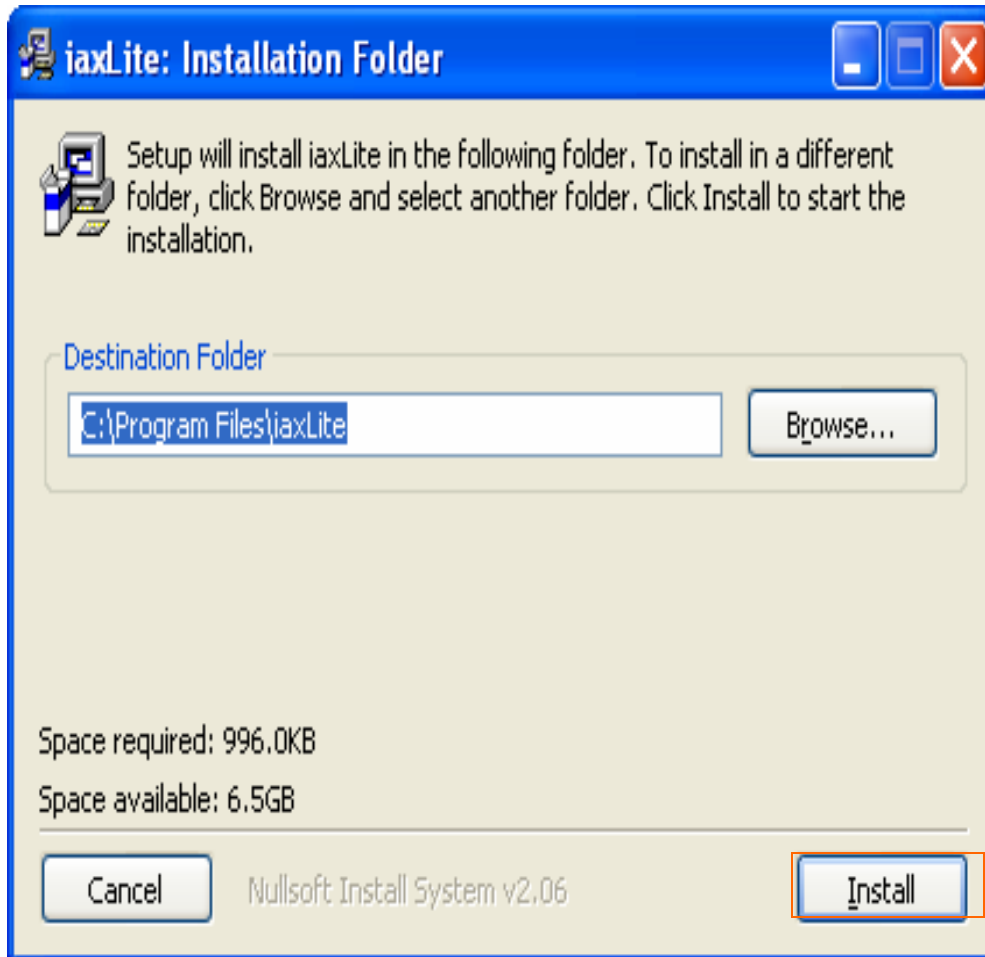 iaxLite: Installation Folder
Setup will install iaxLite in the following folder. To install in a different
folder, click Browse and select another folder. Click Install to start the
installation.
Destination Folder
C:\Program Files\iaxLite
Browse...
Space required: 996.0KB
Space available: 6.5GB
Cancel
Nullsoft Install System v2.06
Install